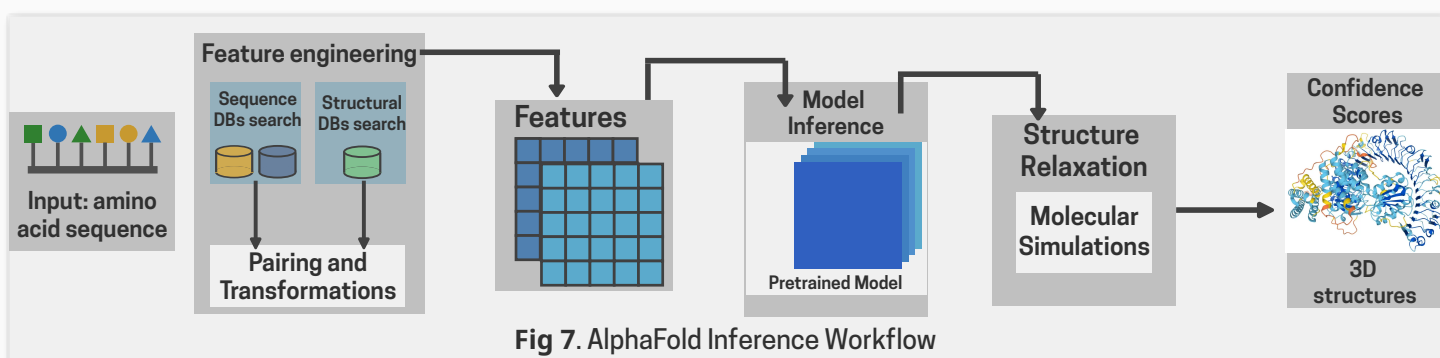 Input: amino
acid sequence
Feature engineering
Sequence
DBs search
Structural
DBs search
Pairing and
Transformations
Features
Model
Inference
Pretrained Model
Structure
Relaxation
Molecular
Simulations
Confidence
Scores
3D
structures
Fig 7. AlphaFold Inference Workflow